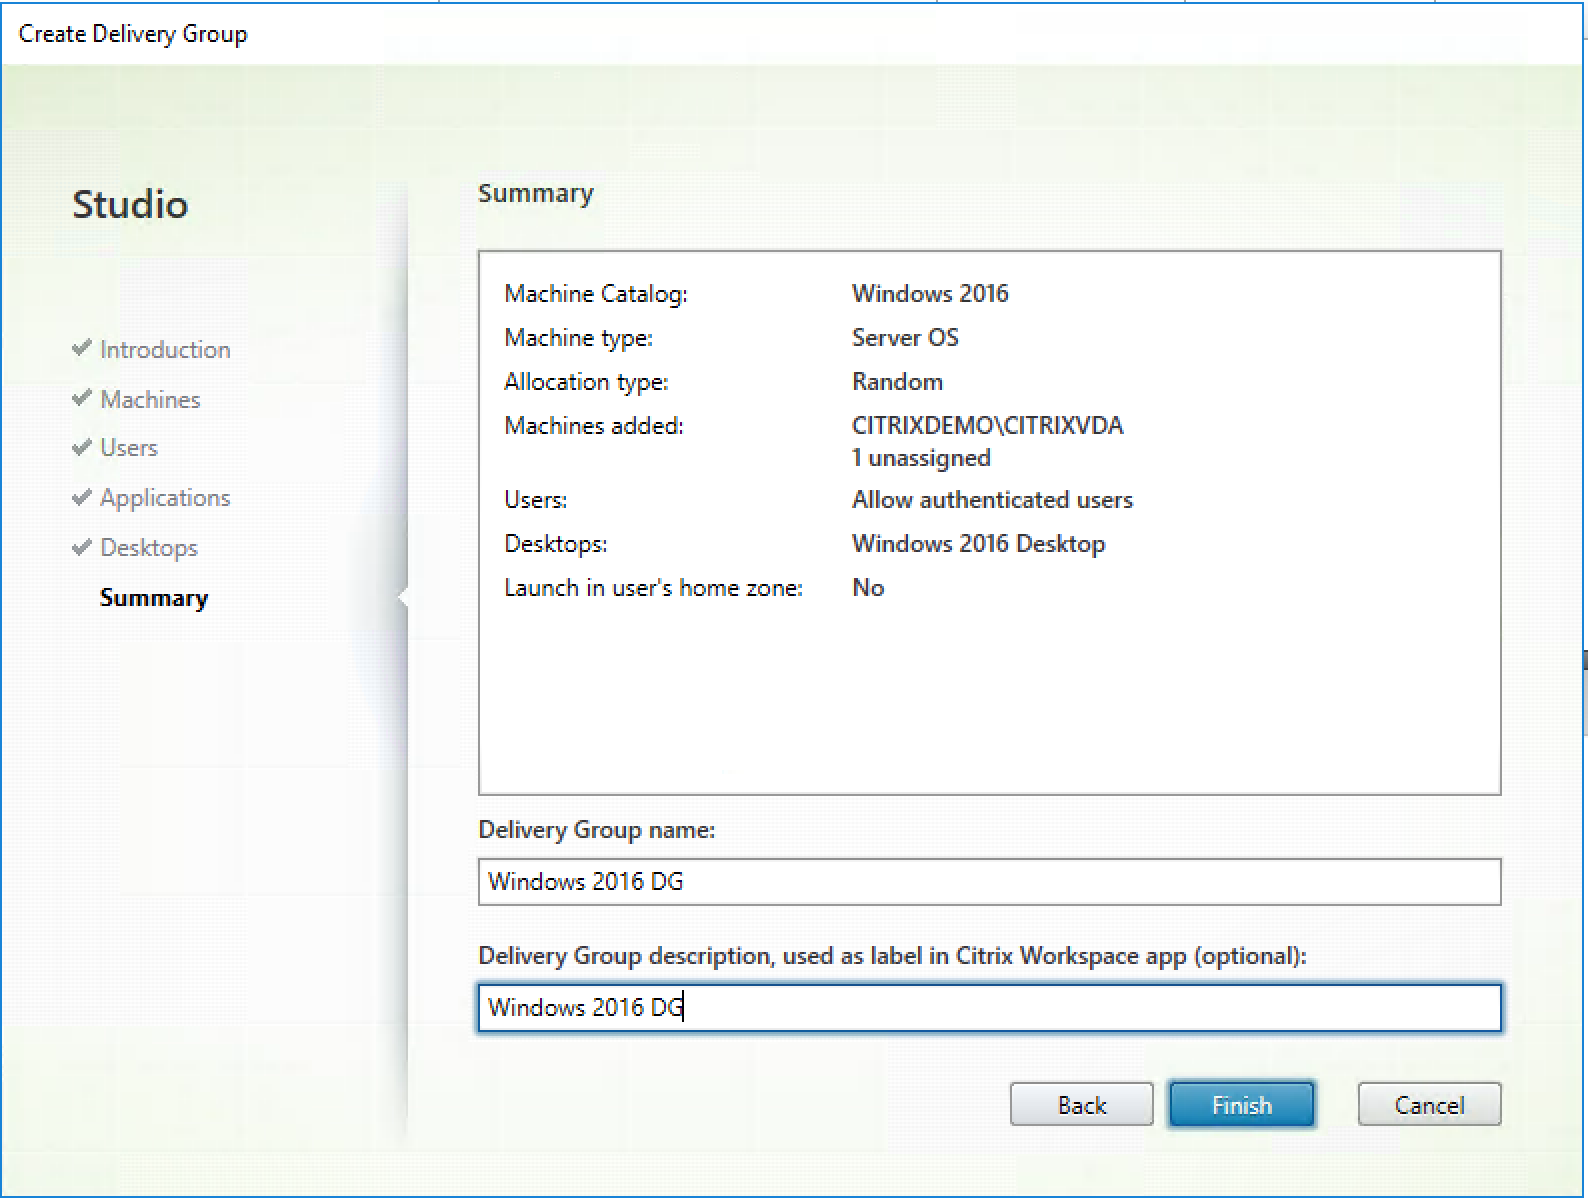 Create Delivery Group
Studio
Introduction
Machines
Users
Applications
Desktops
Summary
Summary
Machine Catalog: Windows 2016
Machine type: Server OS
Allocation type: Random
Machines added: CITRIXDEMO\CITRIXVDA
1 unassigned
Users: Allow authenticated users
Desktops: Windows 2016 Desktop
Launch in user's home zone: No
Delivery Group name:
Windows 2016 DG
Delivery Group description, used as label in Citrix Workspace app (optional):
Windows 2016 DG
Back Finish Cancel